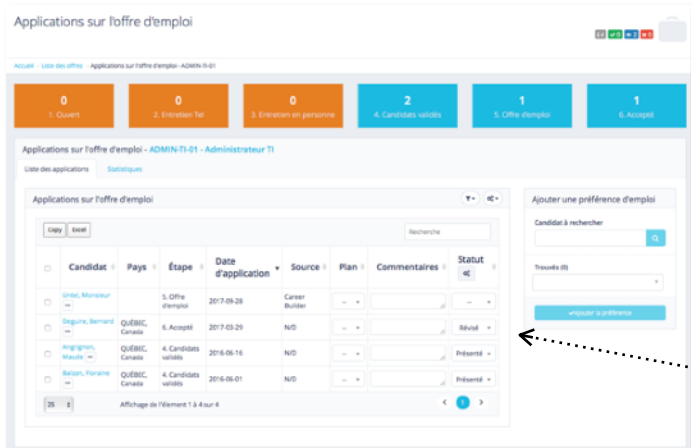 Applications sur l'offre d'emploi
Accueil Liste des offres Applications sur l'offre d'emploi - ADMIN-TI-01
0
1. Ouvert
0
2. Entretien Tel
0
3. Entretien en personne
2
4. Candidats validés
1
5. Offre d'emploi
1
6. Accepté
Applications sur l'offre d'emploi - ADMIN-TI-01 - Administrateur TI
Liste des applications Statistiques
Applications sur l'offre d'emploi
Copy Excel Recherche
Candidat Pays Étape Date d'application Source Plan Commentaires Statut
Untel, Monsieur 5. Offre d'emploi 2017-09-28 Career Builder -- --
Deguire, Bernard QUÉBEC, Canada 6. Accepté 2017-03-29 N/D -- Révisé
Angrignon, Maude QUÉBEC, Canada 4. Candidats validés 2016-06-16 N/D -- Présenté
QUÉBEC, Canada 4. Candidats validés 2016-06-01 N/D -- Présenté
25 Affichage de l'élement 1 à 4 sur 4 1
Ajouter une préférence d'emploi
Candidat à rechercher
Trouvés (0)
Ajouter la préférence